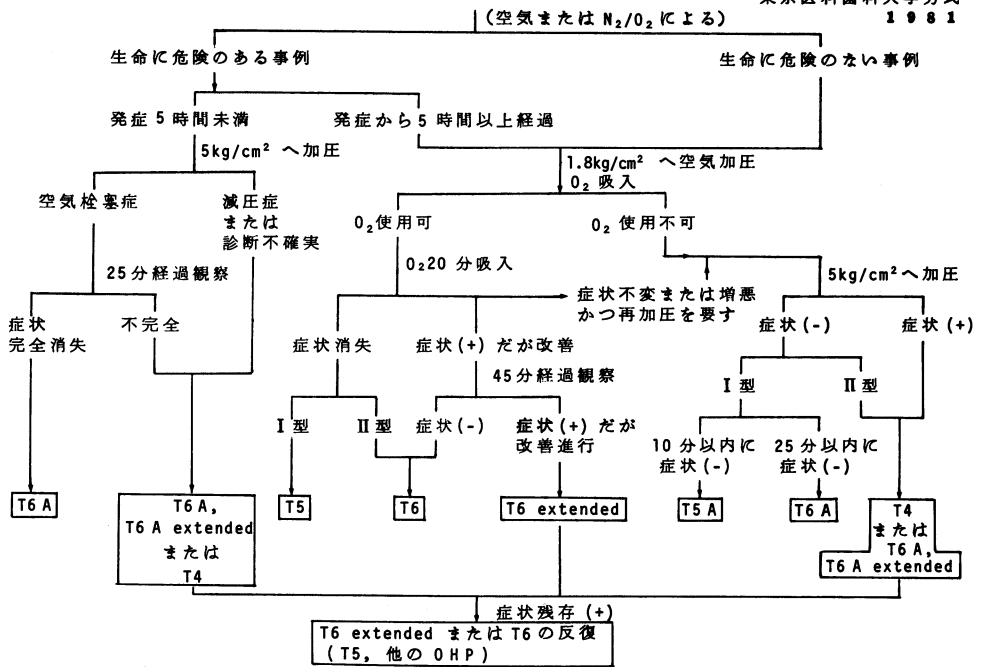 東京医科歯科大学方式
1981
(空気またはN₂/O₂による)
生命に危険のある事例
生命に危険のない事例
発症5時間未満
発症から5時間以上経過
5kg/cm² へ加圧
1.8kg/cm² へ空気加圧
O₂ 吸入
空気栓塞症
減圧症
または
診断不確実
O₂使用可
O₂ 使用不可
25分経過観察
O₂20分吸入
5kg/cm²へ加圧
症状
完全消失
不完全
症状不変または増悪
かつ再加圧を要す
症状(-)
症状(+)
症状消失
症状(+)だが改善
45分経過観察
I型
II型
I型
II型
症状(-)
症状(+)だが
改善進行
10分以内に
症状(-)
25分以内に
症状(-)
T6A
T6A,
T6A extended
または
T4
T5
T6
T6 extended
T5A
T6A
T4
または
T6A,
T6A extended
症状残存(+)
T6 extended またはT6の反復
(T5, 他のOHP)